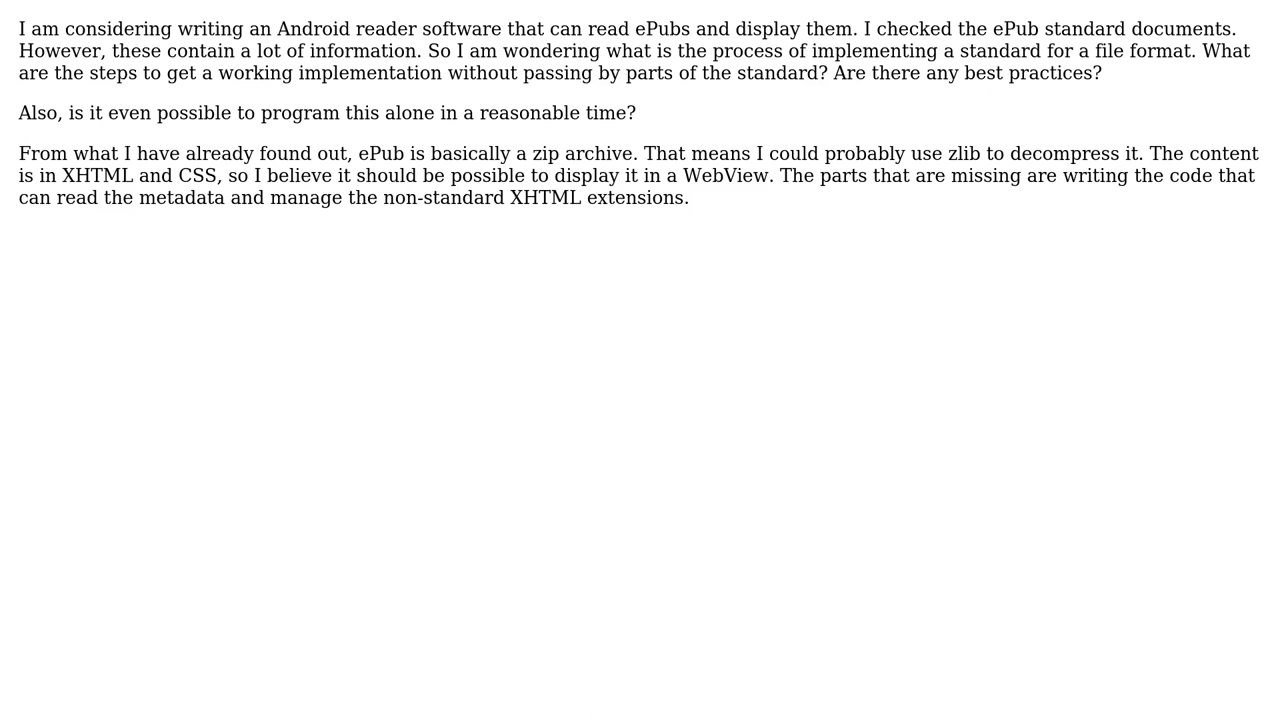 I am considering writing an Android reader software that can read ePubs and display them. I checked the ePub standard documents.
However, these contain a lot of information. So I am wondering what is the process of implementing a standard for a file format. What
are the steps to get a working implementation without passing by parts of the standard? Are there any best practices?
Also, is it even possible to program this alone in a reasonable time?
From what I have already found out, ePub is basically a zip archive. That means I could probably use zlib to decompress it. The content
is in XHTML and CSS, so I believe it should be possible to display it in a WebView. The parts that are missing are writing the code that
can read the metadata and manage the non-standard XHTML extensions.